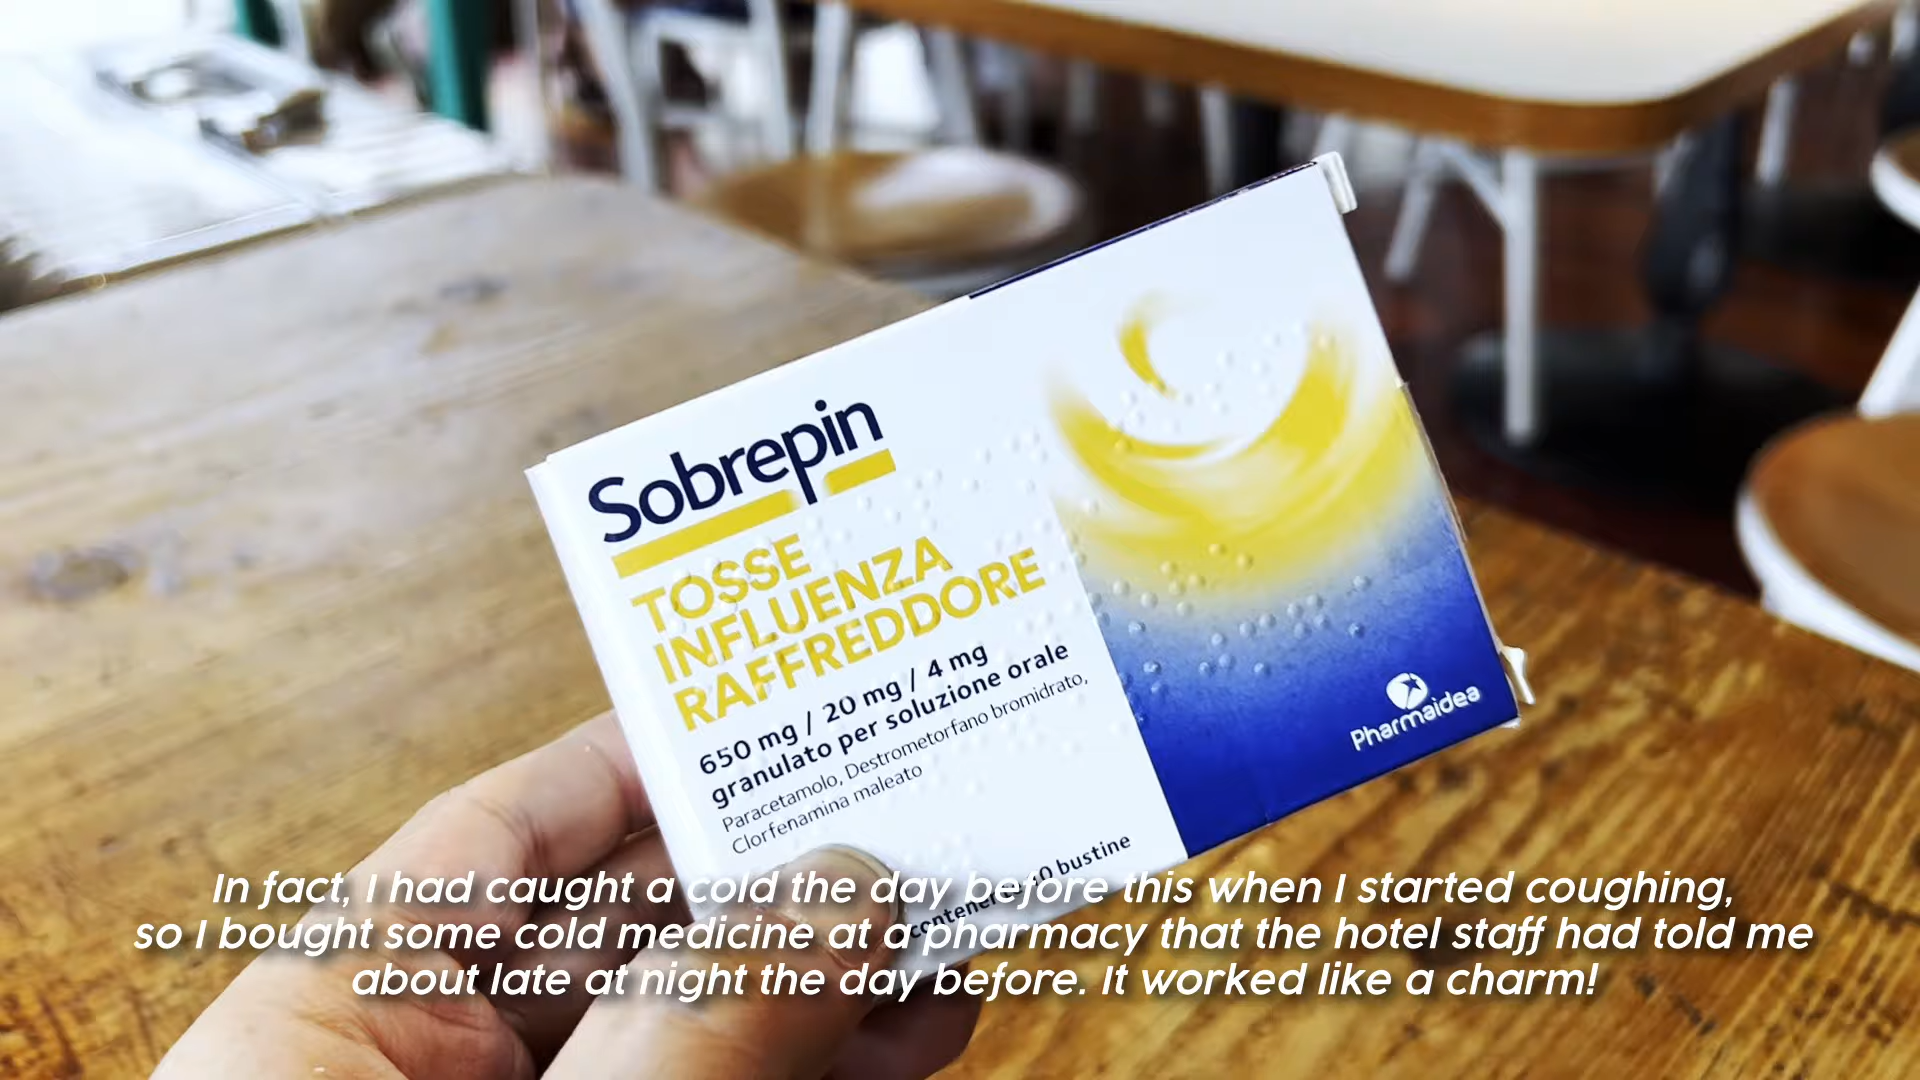 Sobrepin
TOSSE
INFLUENZA
RAFFREDDORE
650 mg / 20 mg / 4 mg
granulato per soluzione orale
Paracetamolo, Destrometorfano bromidrato,
Clorfenamina maleato
bustine
Pharmaidea
In fact, I had caught a cold the day before this when I started coughing,
so I bought some cold medicine at a pharmacy that the hotel staff had told me
about late at night the day before. It worked like a charm!